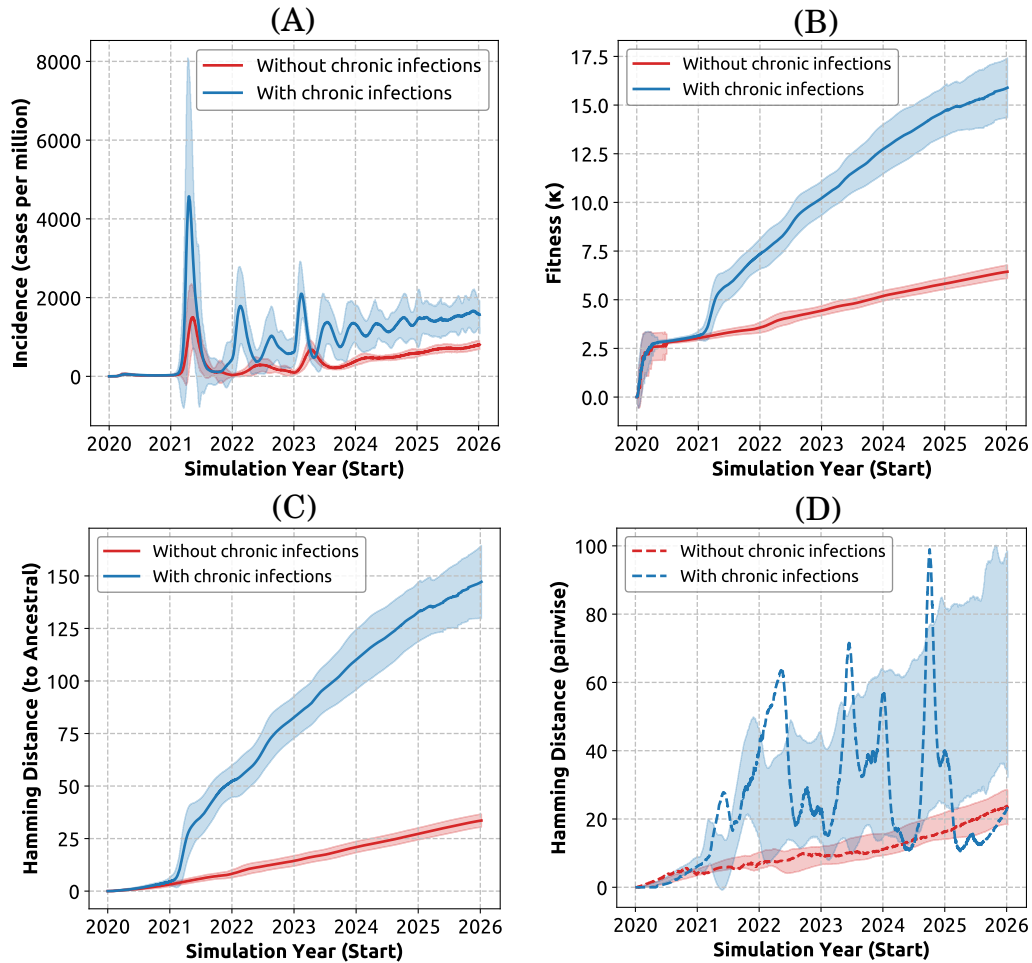 (A)
Incidence (cases per million)
8000
6000
4000
2000
0
Without chronic infections
With chronic infections
2020 2021 2022 2023 2024 2025 2026
Simulation Year (Start)
(B)
Fitness (κ)
17.5
15.0
12.5
10.0
7.5
5.0
2.5
0.0
Without chronic infections
With chronic infections
2020 2021 2022 2023 2024 2025 2026
Simulation Year (Start)
(C)
Hamming Distance (to Ancestral)
150
125
100
75
50
25
0
Without chronic infections
With chronic infections
2020 2021 2022 2023 2024 2025 2026
Simulation Year (Start)
(D)
Hamming Distance (pairwise)
100
80
60
40
20
0
Without chronic infections
With chronic infections
2020 2021 2022 2023 2024 2025 2026
Simulation Year (Start)